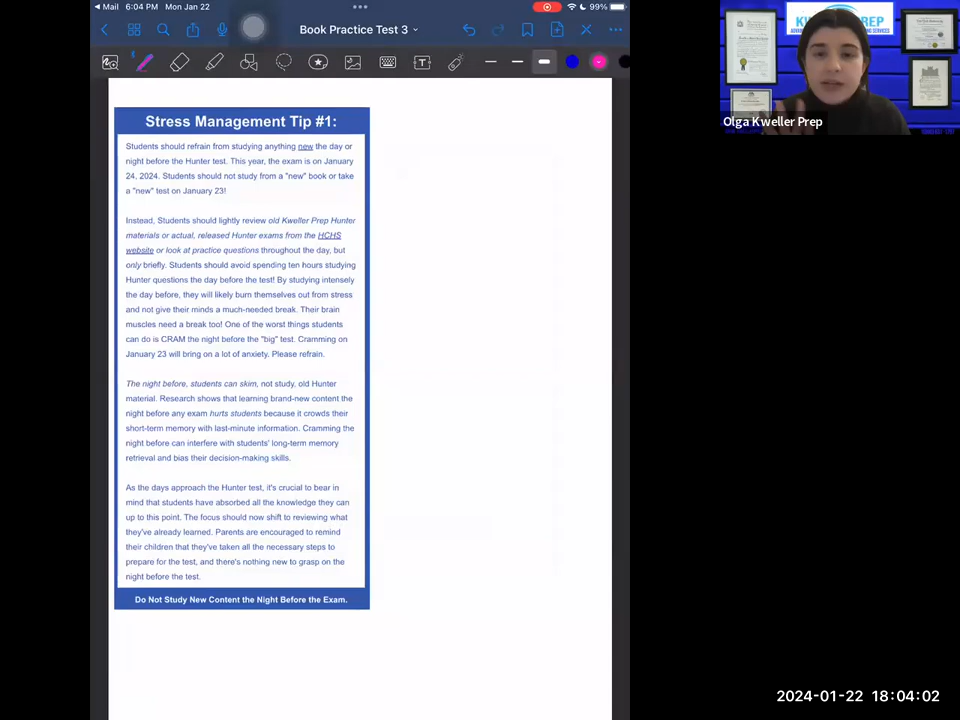 Mail 6:04 PM Mon Jan 22 99%
Book Practice Test 3
Stress Management Tip #1:
Students should refrain from studying anything new the day or
night before the Hunter test. This year, the exam is on January
24, 2024. Students should not study from a "new" book or take
a "new" test on January 23!
Instead, Students should lightly review old Kweller Prep Hunter
materials or actual, released Hunter exams from the HCHS
website or look at practice questions throughout the day, but
only briefly. Students should avoid spending ten hours studying
Hunter questions the day before the test! By studying intensely
the day before, they will likely burn themselves out from stress
and not give their minds a much-needed break. Their brain
muscles need a break too! One of the worst things students
can do is CRAM the night before the "big" test. Cramming on
January 23 will bring on a lot of anxiety. Please refrain.
The night before, students can skim, not study, old Hunter
material. Research shows that learning brand-new content the
night before any exam hurts students because it crowds their
short-term memory with last-minute information. Cramming the
night before can interfere with students' long-term memory
retrieval and bias their decision-making skills.
As the days approach the Hunter test, it's crucial to bear in
mind that students have absorbed all the knowledge they can
up to this point. The focus should now shift to reviewing what
they've already learned. Parents are encouraged to remind
their children that they've taken all the necessary steps to
prepare for the test, and there's nothing new to grasp on the
night before the test.
Do Not Study New Content the Night Before the Exam.
Olga Kweller Prep
2024-01-22 18:04:02